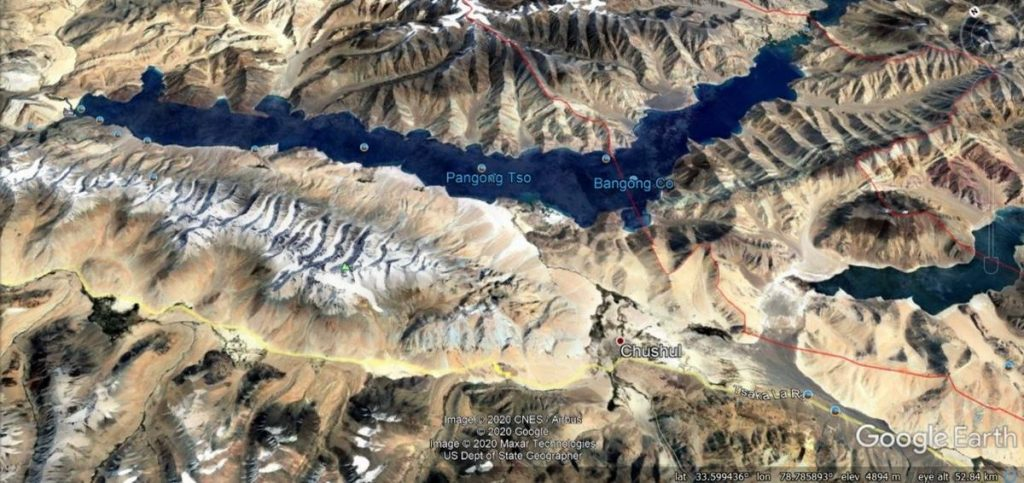 Pangong Tso
Bangong Co
Chushul
Tsaka La
Image © 2020 CNES / Airbus
© 2020 Google
Image © 2020 Maxar Technologies
US Dept of State Geographer
Google Earth
lat 33.599436° lon 78.785893° elev 4894 m eye alt 52.84 km